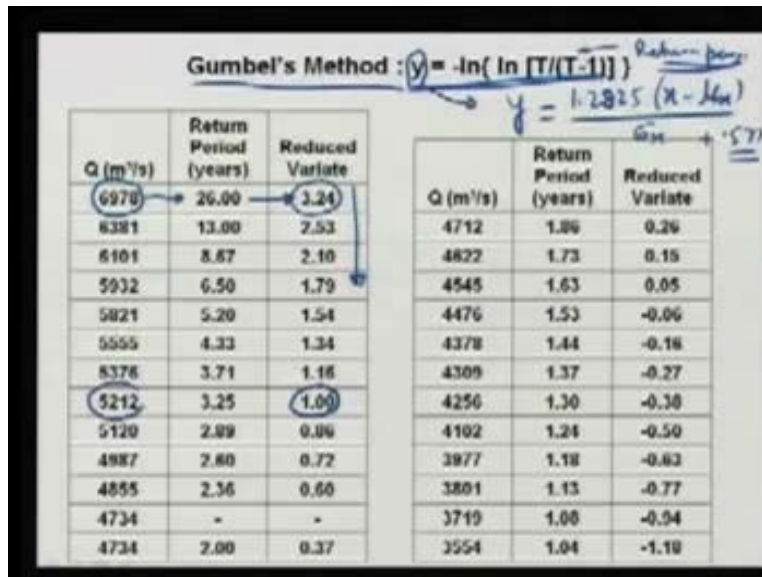 Gumbel's Method : y = -ln{ ln [T/(T-1)] }
Return
y = 1.2825 (x - μx) / σx + .577
Q (m³/s) Return Period (years) Reduced Variate
6978 26.00 3.24
6381 13.00 2.53
6101 8.67 2.10
5932 6.50 1.79
5821 5.20 1.54
5555 4.33 1.34
5376 3.71 1.16
5212 3.25 1.00
5120 2.89 0.86
4987 2.60 0.72
4855 2.36 0.60
4734 - -
4734 2.00 0.37
Q (m³/s) Return Period (years) Reduced Variate
4712 1.86 0.26
4622 1.73 0.15
4545 1.63 0.05
4476 1.53 -0.06
4378 1.44 -0.16
4309 1.37 -0.27
4256 1.30 -0.38
4102 1.24 -0.50
3977 1.18 -0.63
3801 1.13 -0.77
3719 1.08 -0.94
3554 1.04 -1.18